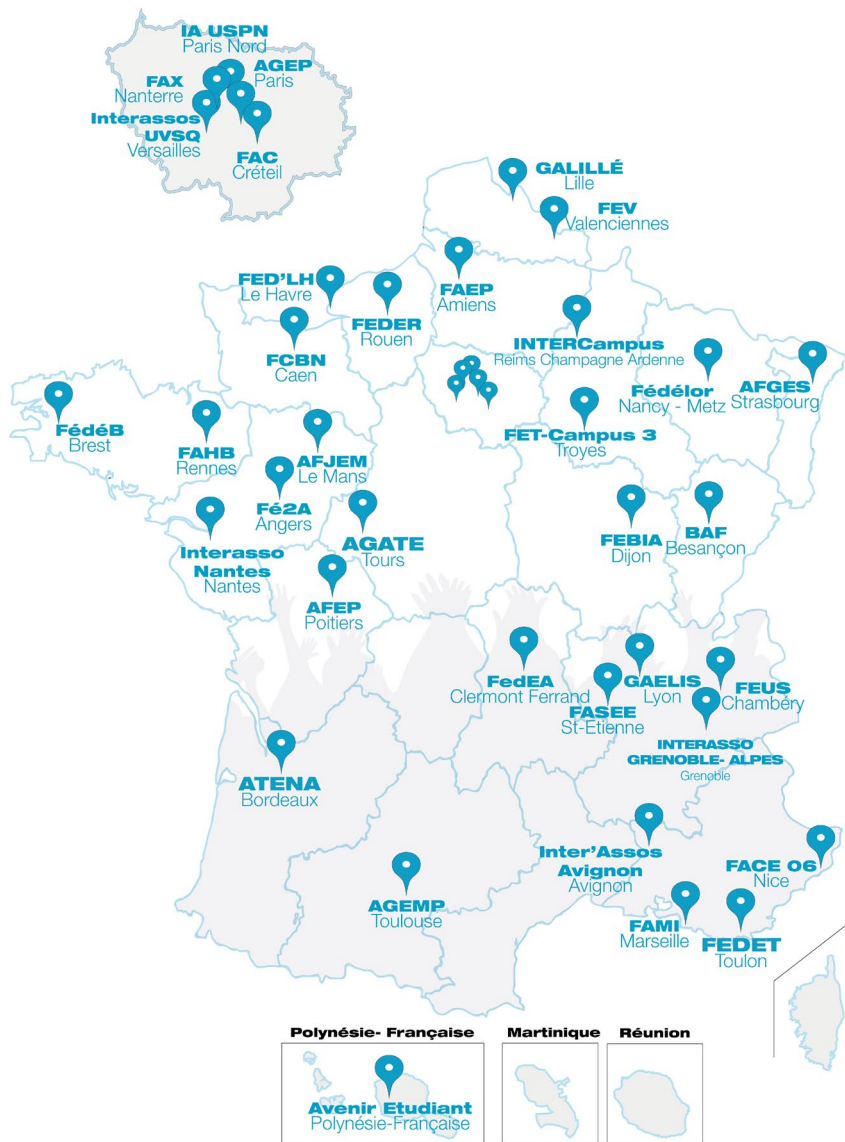 IA USPN
Paris Nord
AGEP
Paris
FAX
Nanterre
Interassos
UVSQ
Versailles
FAC
Créteil
GALILLÉ
Lille
FEV
Valenciennes
FED'LH
Le Havre
FAEP
Amiens
FEDER
Rouen
INTERCampus
Reims Champagne Ardenne
FCBN
Caen
Fédélor
Nancy - Metz
AFGES
Strasbourg
FédéB
Brest
FAHB
Rennes
AFJEM
Le Mans
FET-Campus 3
Troyes
Fé2A
Angers
Interasso
Nantes
Nantes
AGATE
Tours
FEBIA
Dijon
BAF
Besançon
AFEP
Poitiers
FedEA
Clermont Ferrand
GAELIS
Lyon
FEUS
Chambéry
FASEE
St-Etienne
INTERASSO
GRENOBLE- ALPES
Grenoble
ATENA
Bordeaux
Inter'Assos
Avignon
Avignon
FACE 06
Nice
AGEMP
Toulouse
FAMI
Marseille
FEDET
Toulon
Polynésie- Française
Martinique
Réunion
Avenir Etudiant
Polynésie-Française